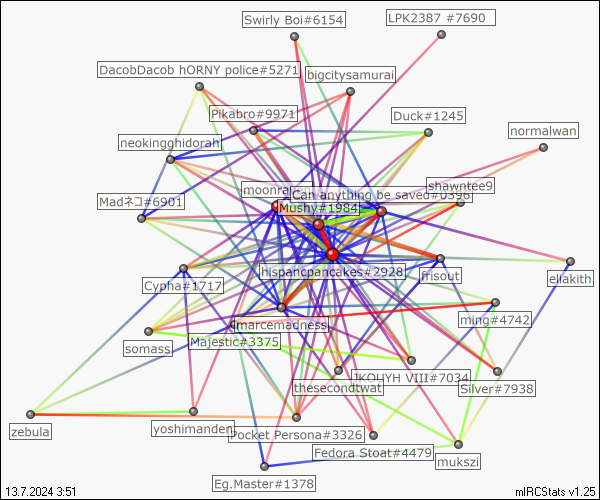 Swirly Boi#6154
LPK2387 #7690
DacobDacob hORNY police#5271
bigcitysamurai
Pikabro#9971
Duck#1245
normalwan
neokingghidorah
moonra
Can anything be saved#0396
shawntee9
Madネコ#6901
Mushy#1984
hispancpancakes#2928
frisout
eliakith
Cypha#1717
marcemadness
ming#4742
somass
Majestic#3375
thesecondtwat
JKOUYH VIII#7034
Silver#7938
zebula
yoshimanden
Pocket Persona#3326
Fedora Stoat#4479
mukszi
Eg.Master#1378
13.7.2024 3:51
mIRCStats v1.25